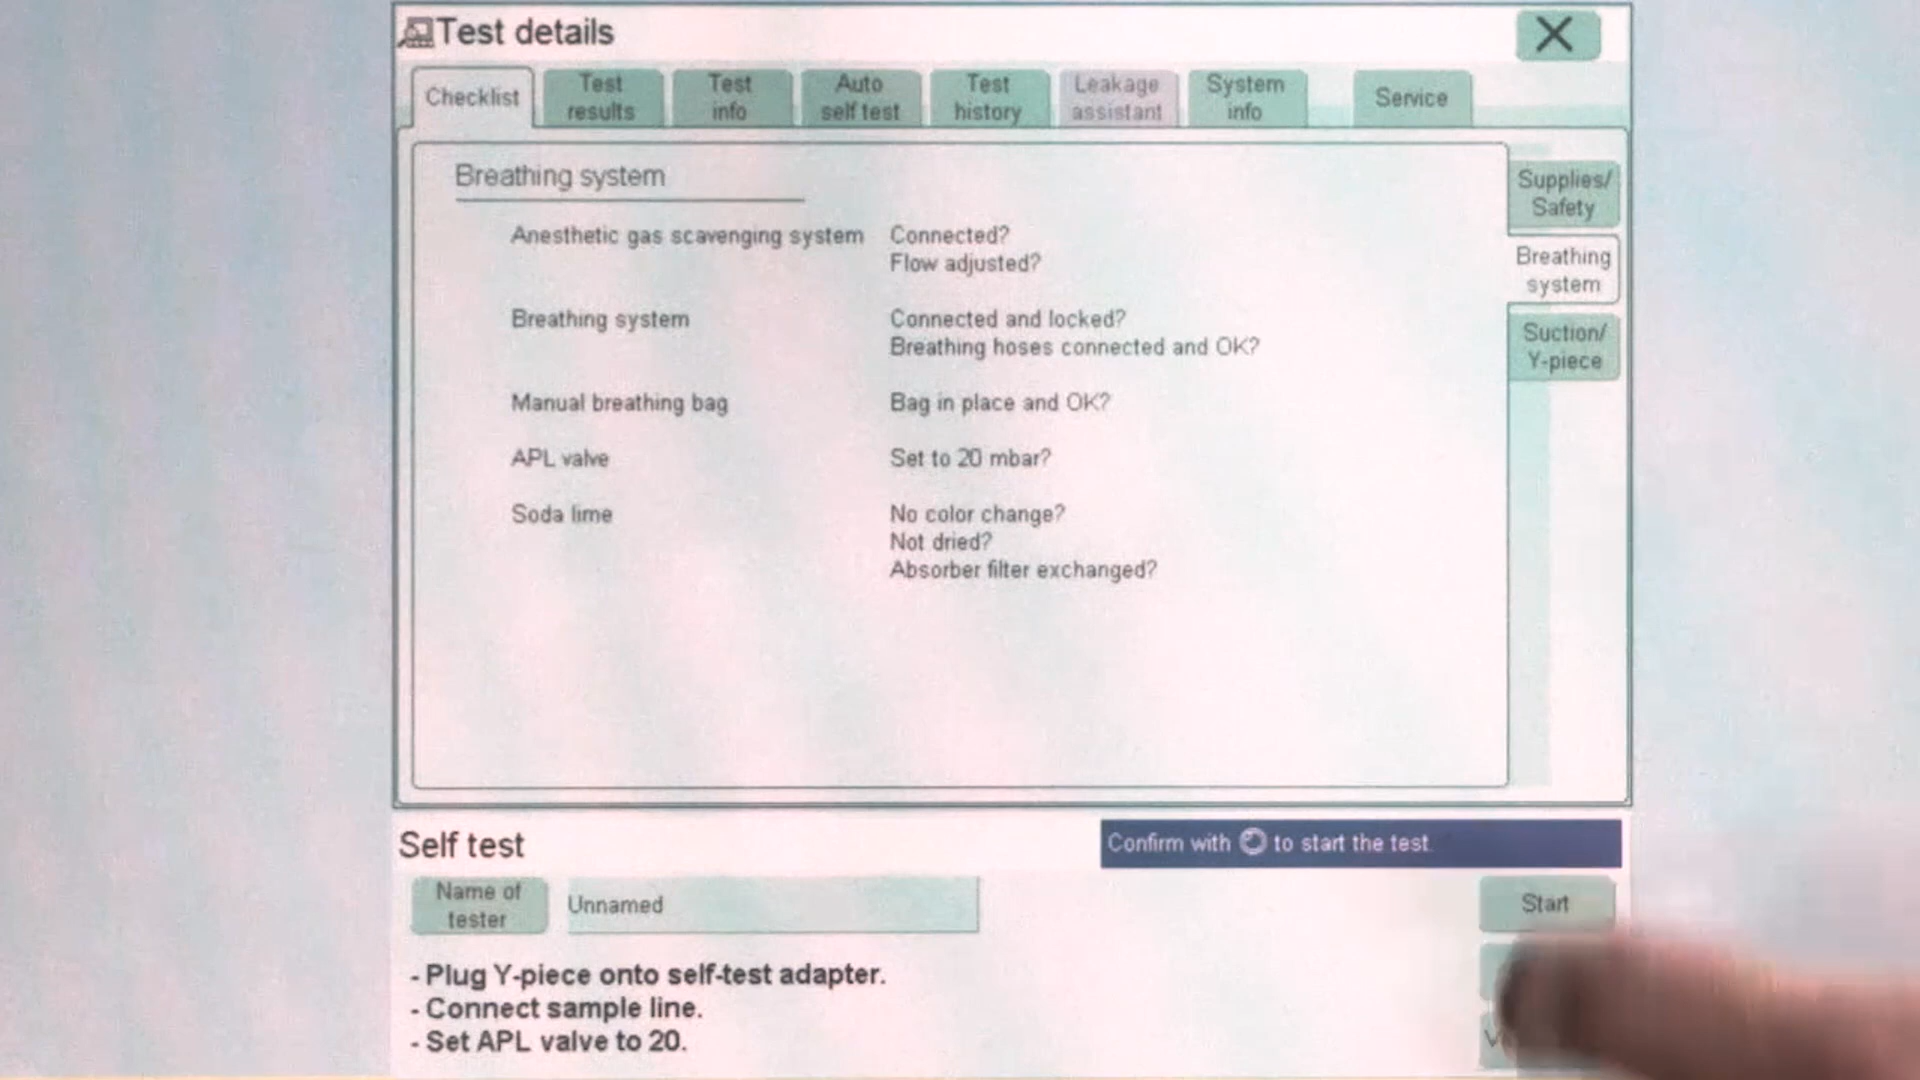 Test details
Checklist
Test results
Test info
Auto self test
Test history
Leakage assistant
System info
Service
Breathing system
Anesthetic gas scavenging system Connected?
Flow adjusted?
Breathing system Connected and locked?
Breathing hoses connected and OK?
Manual breathing bag Bag in place and OK?
APL valve Set to 20 mbar?
Soda lime No color change?
Not dried?
Absorber filter exchanged?
Supplies/
Safety
Breathing
system
Suction/
Y-piece
Self test
Confirm with to start the test.
Name of
tester
Unnamed
Start
- Plug Y-piece onto self-test adapter.
- Connect sample line.
- Set APL valve to 20.